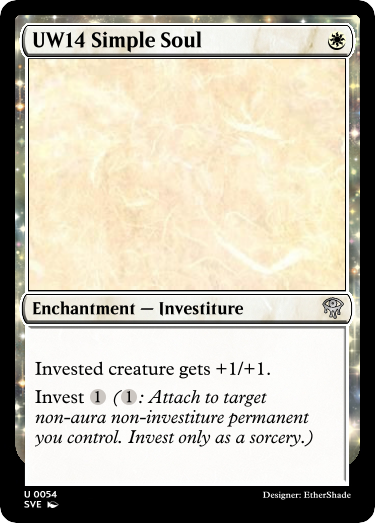 UW14 Simple Soul
Enchantment — Investiture
Invested creature gets +1/+1.
Invest 1 (1: Attach to target
non-aura non-investiture permanent
you control. Invest only as a sorcery.)
U 0054
SVE
Designer: EtherShade